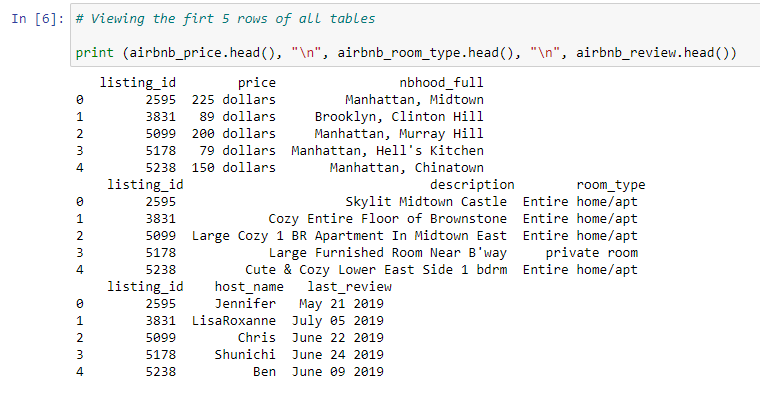 In [6]: # Viewing the firt 5 rows of all tables
print (airbnb_price.head(), "\n", airbnb_room_type.head(), "\n", airbnb_review.head())
listing_id price nbhood_full
0 2595 225 dollars Manhattan, Midtown
1 3831 89 dollars Brooklyn, Clinton Hill
2 5099 200 dollars Manhattan, Murray Hill
3 5178 79 dollars Manhattan, Hell's Kitchen
4 5238 150 dollars Manhattan, Chinatown
listing_id description room_type
0 2595 Skylit Midtown Castle Entire home/apt
1 3831 Cozy Entire Floor of Brownstone Entire home/apt
2 5099 Large Cozy 1 BR Apartment In Midtown East Entire home/apt
3 5178 Large Furnished Room Near B'way private room
4 5238 Cute & Cozy Lower East Side 1 bdrm Entire home/apt
listing_id host_name last_review
0 2595 Jennifer May 21 2019
1 3831 LisaRoxanne July 05 2019
2 5099 Chris June 22 2019
3 5178 Shunichi June 24 2019
4 5238 Ben June 09 2019